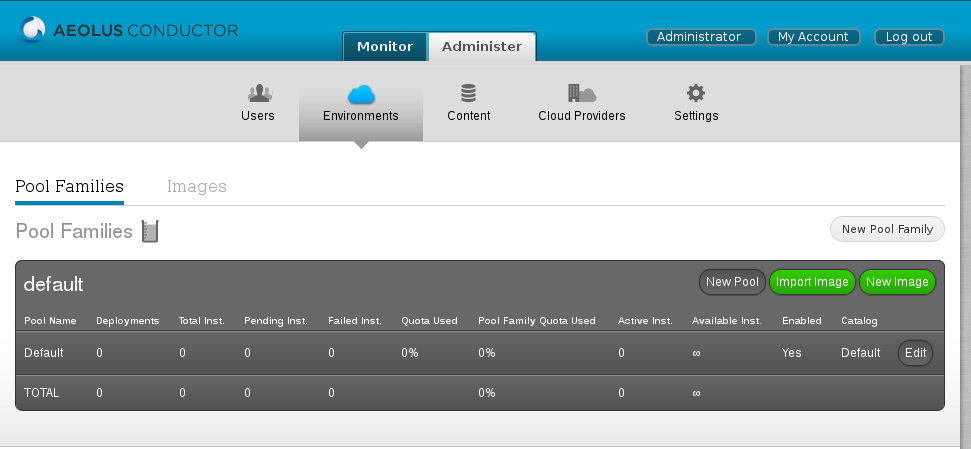 AEOLUS CONDUCTOR
Monitor Administer
Administrator My Account Log out
Users Environments Content Cloud Providers Settings
Pool Families Images
Pool Families
New Pool Family
default
New Pool Import Image New Image
Pool Name Deployments Total Inst. Pending Inst. Failed Inst. Quota Used Pool Family Quota Used Active Inst. Available Inst. Enabled Catalog
Default 0 0 0 0 0% 0% 0 ∞ Yes Default Edit
TOTAL 0 0 0 0 0% 0 ∞